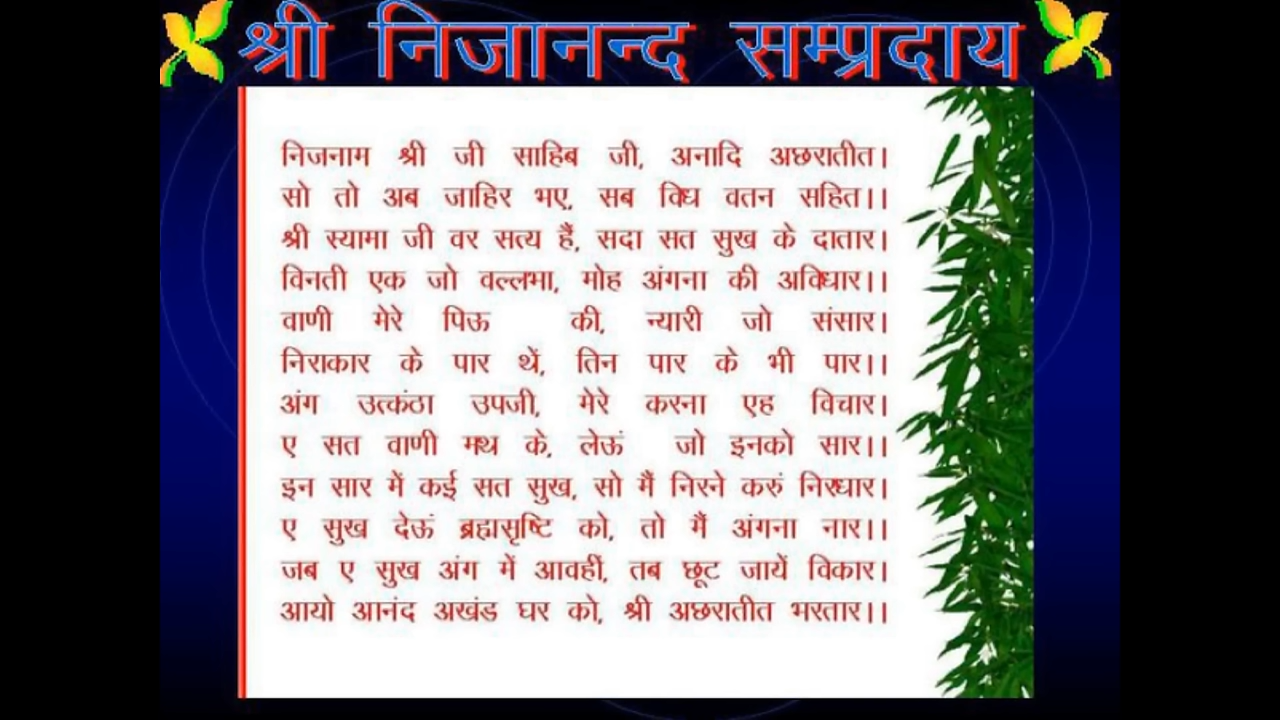 श्री निजानन्द सम्प्रदाय
निजनाम श्री जी साहिब जी, अनादि अछरातीत।
सो तो अब जाहिर भए, सब विध वतन सहित।।
श्री स्यामा जी वर सत्य हैं, सदा सत सुख के दातार।
विनती एक जो वल्लभा, मोह अंगना की अविधार।।
वाणी मेरे पिऊ की, न्यारी जो संसार।
निराकार के पार थें, तिन पार के भी पार।।
अंग उत्कंठा उपजी, मेरे करना एह विचार।
ए सत वाणी मथ के, लेऊं जो इनको सार।।
इन सार में कई सत सुख, सो मैं निरने करुं निरधार।
ए सुख देऊं ब्रह्मसृष्टि को, तो मैं अंगना नार।।
जब ए सुख अंग में आवहीं, तब छूट जायें विकार।
आयो आनंद अखंड घर को, श्री अछरातीत भरतार।।